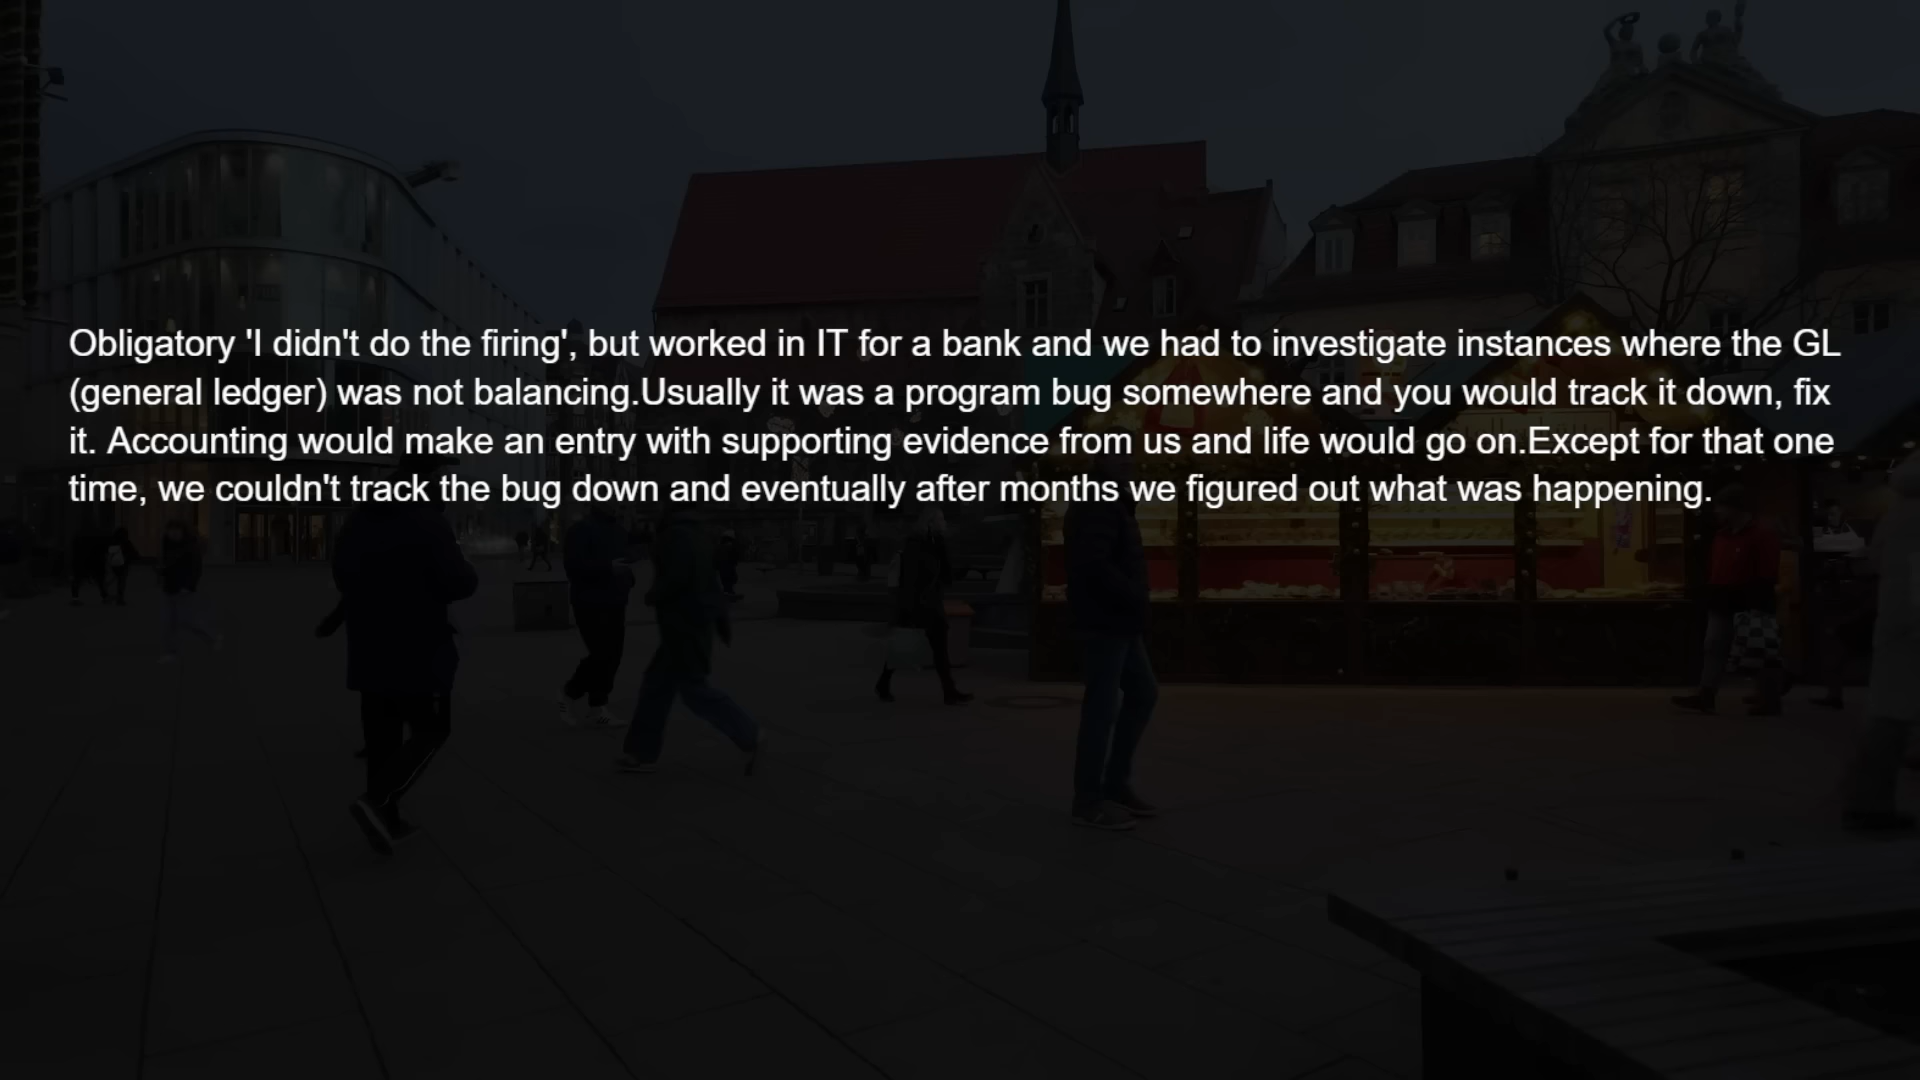 Obligatory 'I didn't do the firing', but worked in IT for a bank and we had to investigate instances where the GL
(general ledger) was not balancing.Usually it was a program bug somewhere and you would track it down, fix
it. Accounting would make an entry with supporting evidence from us and life would go on.Except for that one
time, we couldn't track the bug down and eventually after months we figured out what was happening.